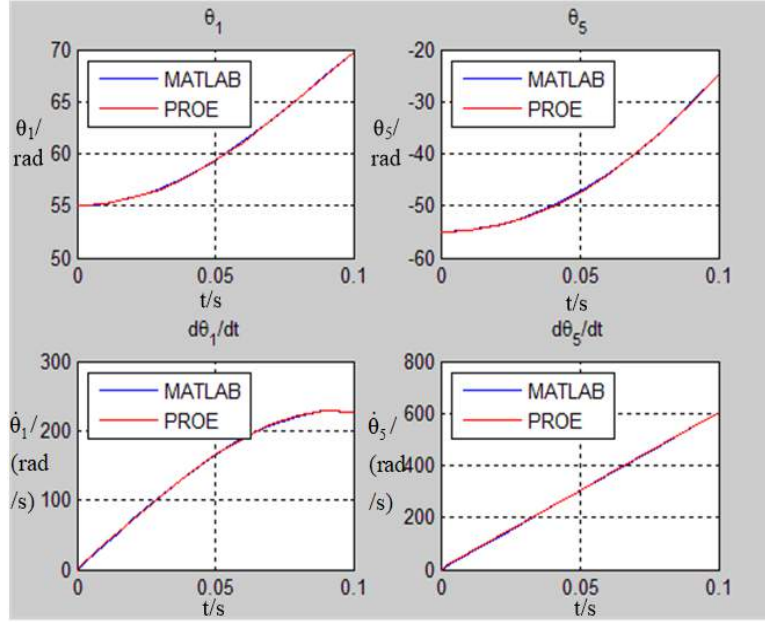 θ1
70
65
60
55
50
θ1/
rad
MATLAB
PROE
0
0.05
0.1
t/s
θ5
-20
-30
-40
-50
-60
θ5/
rad
MATLAB
PROE
0
0.05
0.1
t/s
dθ1/dt
300
200
100
0
θ̇1/
(rad
/s)
MATLAB
PROE
0
0.05
0.1
t/s
dθ5/dt
800
600
400
200
0
θ̇5/
(rad
/s)
MATLAB
PROE
0
0.05
0.1
t/s